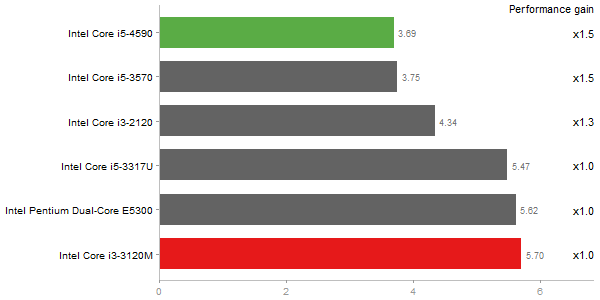 Performance gain
Intel Core i5-4590 3.69 x1.5
Intel Core i5-3570 3.75 x1.5
Intel Core i3-2120 4.34 x1.3
Intel Core i5-3317U 5.47 x1.0
Intel Pentium Dual-Core E5300 5.62 x1.0
Intel Core i3-3120M 5.70 x1.0
0 2 4 6